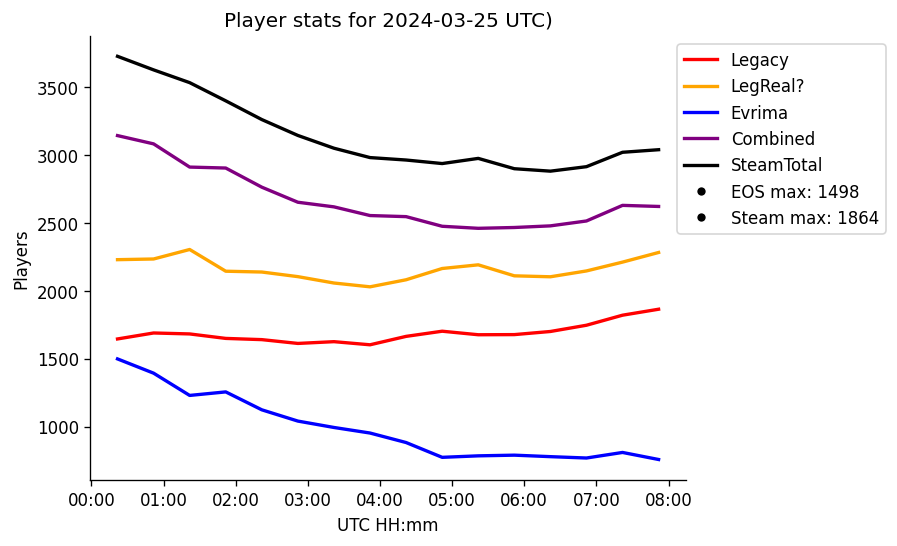 Player stats for 2024-03-25 UTC)
Legacy
LegReal?
Evrima
Combined
SteamTotal
EOS max: 1498
Steam max: 1864
Players
3500
3000
2500
2000
1500
1000
00:00 01:00 02:00 03:00 04:00 05:00 06:00 07:00 08:00
UTC HH:mm